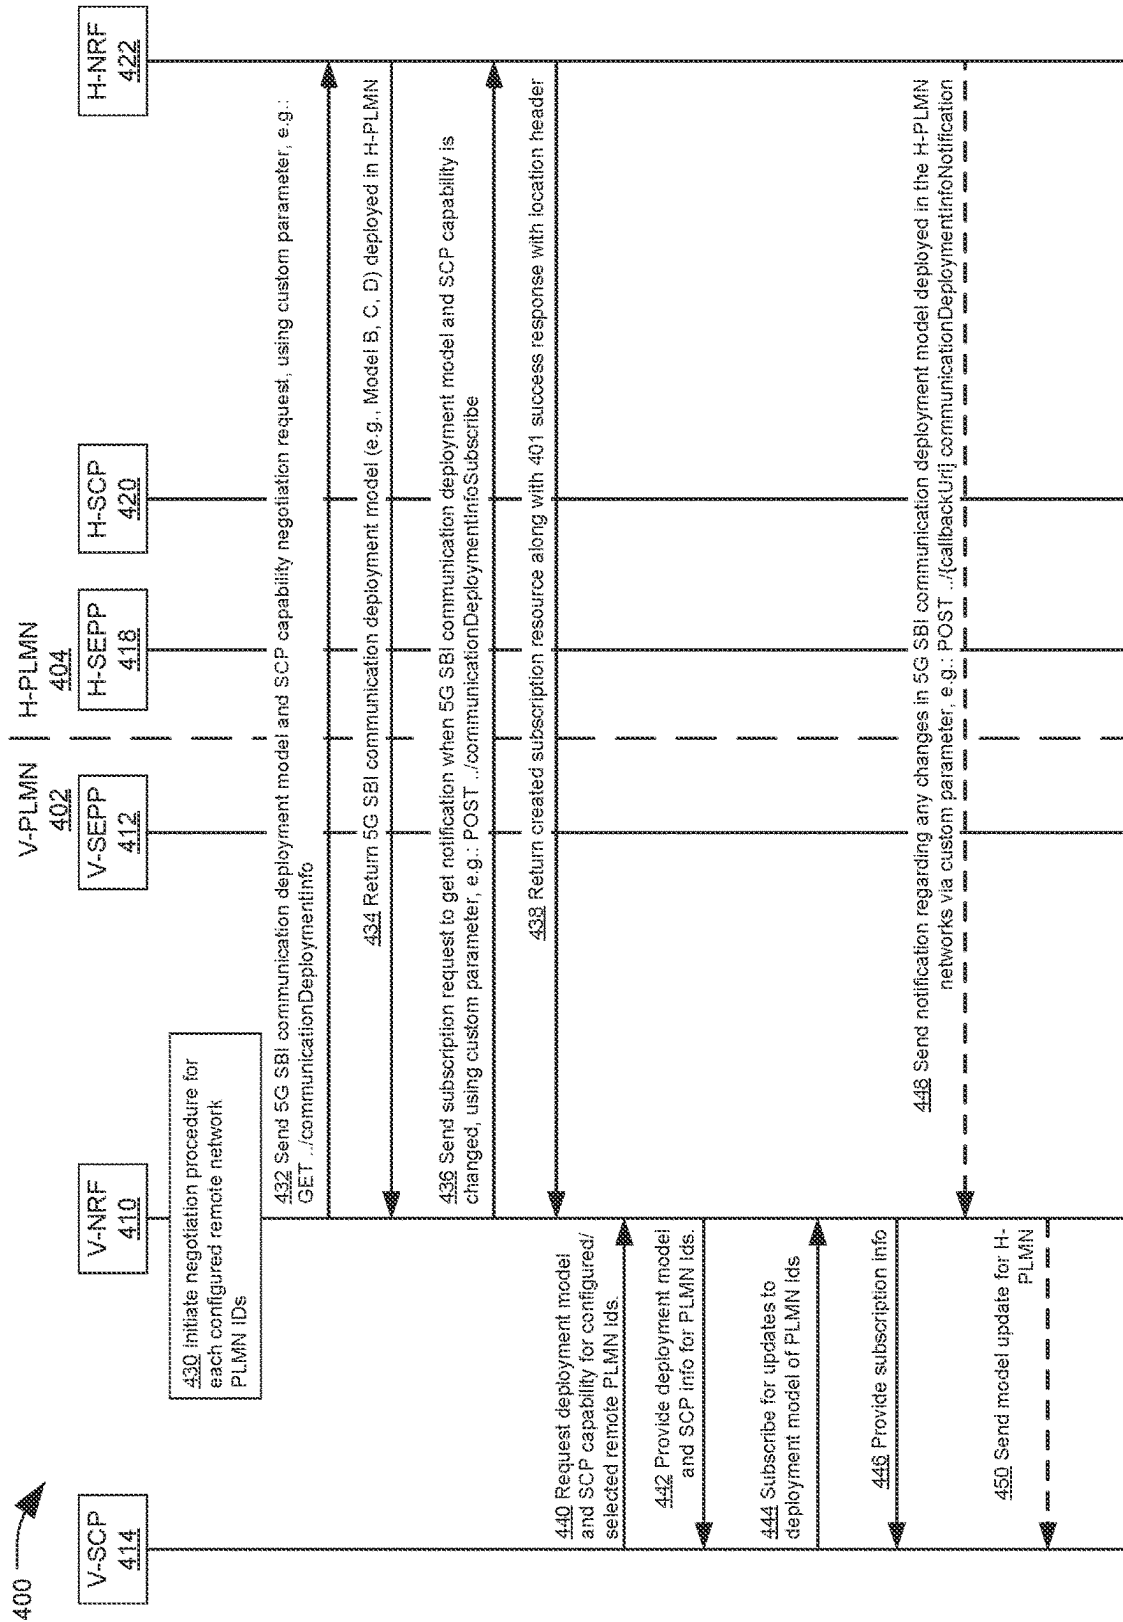 400
V-PLMN
402
H-PLMN
404
V-SCP
414
V-NRF
410
V-SEPP
412
H-SEPP
418
H-SCP
420
H-NRF
422
430 Initiate negotiation procedure for
each configured remote network
PLMN IDs
432 Send 5G SBI communication deployment model and SCP capability negotiation request, using custom parameter, e.g.:
GET ../communicationDeploymentInfo
434 Return 5G SBI communication deployment model (e.g., Model B, C, D) deployed in H-PLMN
436 Send subscription request to get notification when 5G SBI communication deployment model and SCP capability is
changed, using custom parameter, e.g.: POST ../communicationDeploymentInfoSubscribe
438 Return created subscription resource along with 401 success response with location header
440 Request deployment model
and SCP capability for configured/
selected remote PLMN Ids.
442 Provide deployment model
and SCP info for PLMN Ids.
444 Subscribe for updates to
deployment model of PLMN Ids
446 Provide subscription info
448 Send notification regarding any changes in 5G SBI communication deployment model deployed in the H-PLMN
networks via custom parameter, e.g.: POST ../{callbackUri} communicationDeploymentInfoNotification
450 Send model update for H-
PLMN